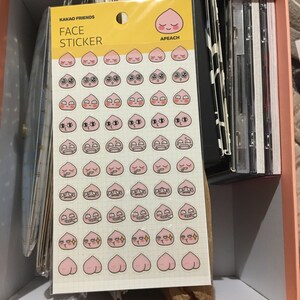 KAKAO FRIENDS
FACE
STICKER
APEACH